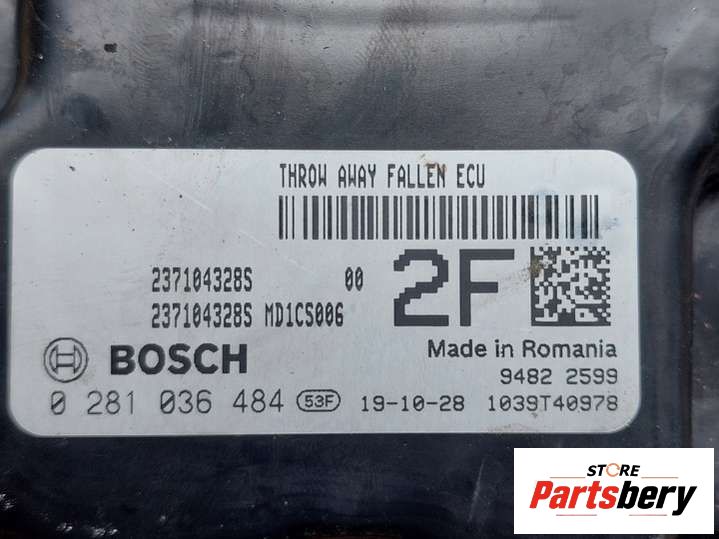 THROW AWAY FALLEN ECU
237104328S 00
237104328S MD1CS006
2F
BOSCH
Made in Romania
9482 2599
0 281 036 484 53F 19-10-28 1039T40978
STORE
Partsbery